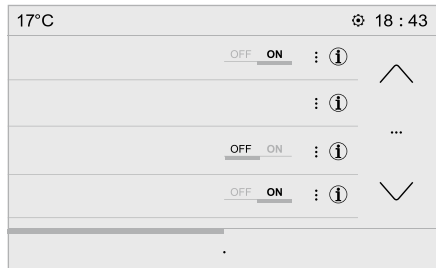 17°C 18 : 43
OFF ON : i
: i
OFF ON : i
...
OFF ON : i
.